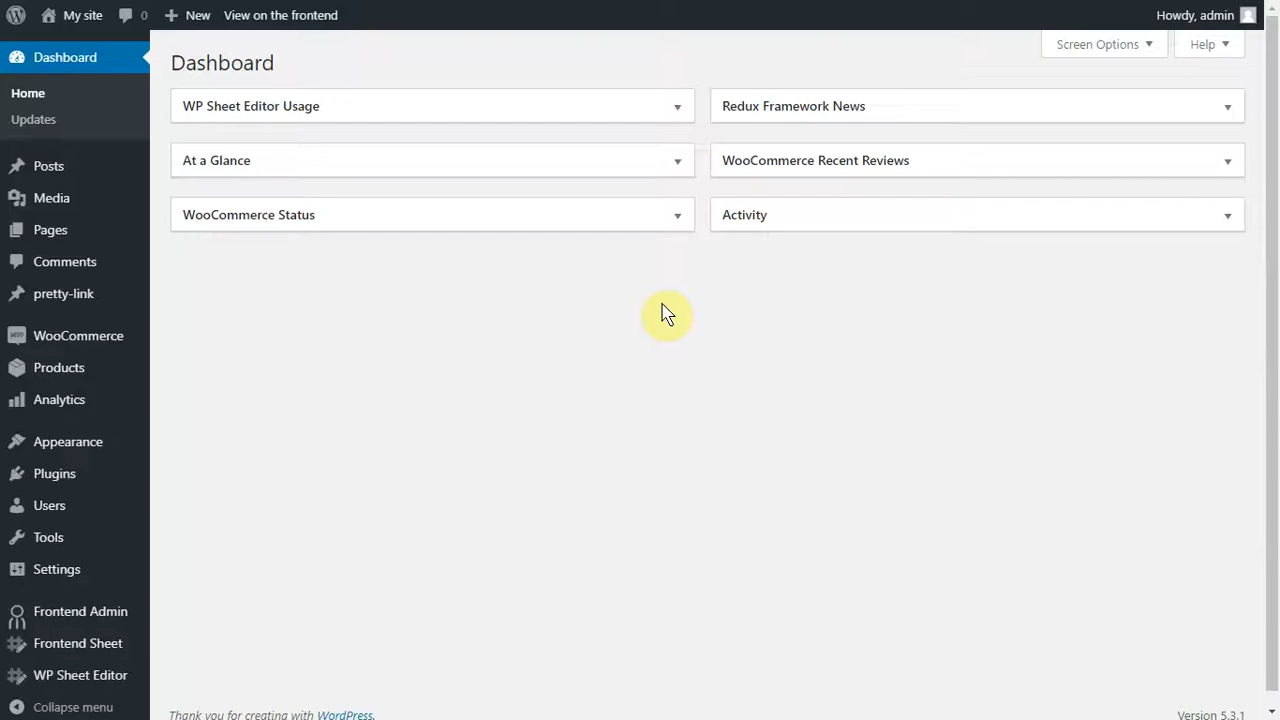 My site 0 New View on the frontend Howdy, admin
Screen Options Help
Dashboard
Home
Updates
Posts
Media
Pages
Comments
pretty-link
WooCommerce
Products
Analytics
Appearance
Plugins
Users
Tools
Settings
Frontend Admin
Frontend Sheet
WP Sheet Editor
Collapse menu
Dashboard
WP Sheet Editor Usage
At a Glance
WooCommerce Status
Redux Framework News
WooCommerce Recent Reviews
Activity
Thank you for creating with WordPress.
Version 5.3.1